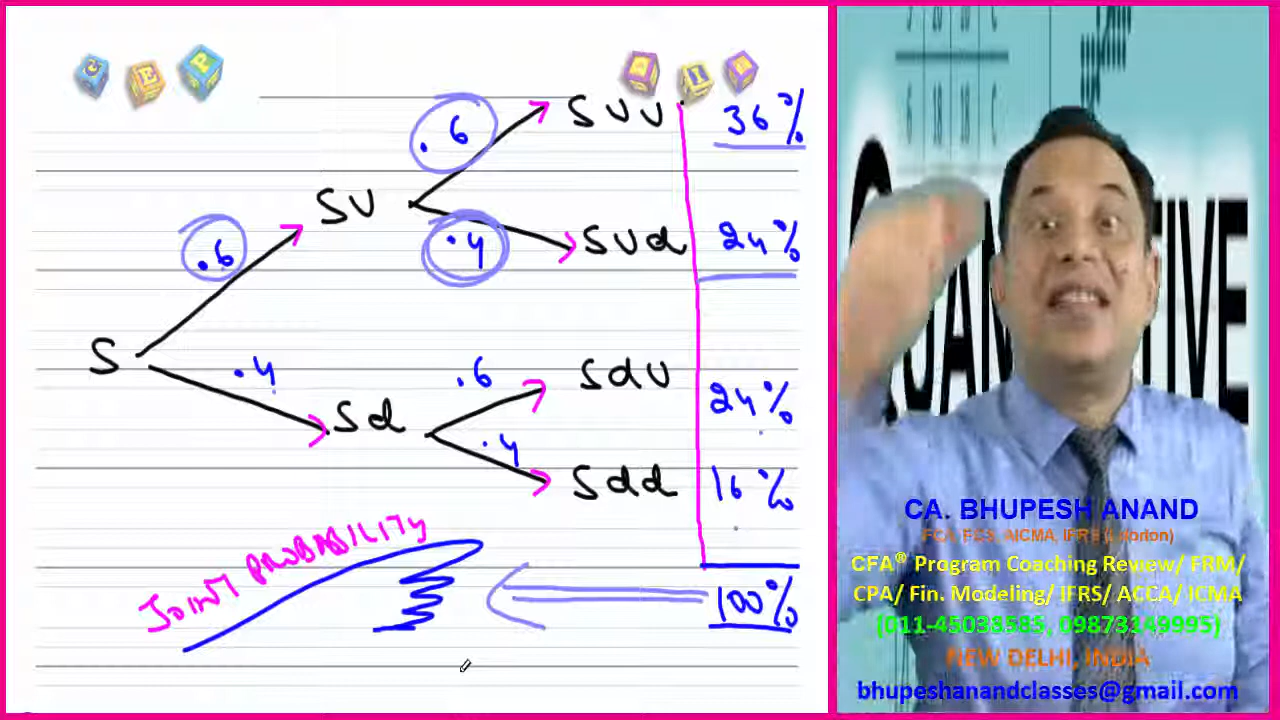 C E P
A I S
.6 SUU 36%
SU
.6 .4 SUd 24%
S
.4 .6 SdU 24%
Sd
.4 Sdd 16%
JOINT PROBABILITY
100%
CA. BHUPESH ANAND
CFA® Program Coaching Review/ FRM/
CPA/ Fin. Modeling/ IFRS/ ACCA/ ICMA
(011-45038585, 09873149995)
NEW DELHI, INDIA
bhupeshanandclasses@gmail.com